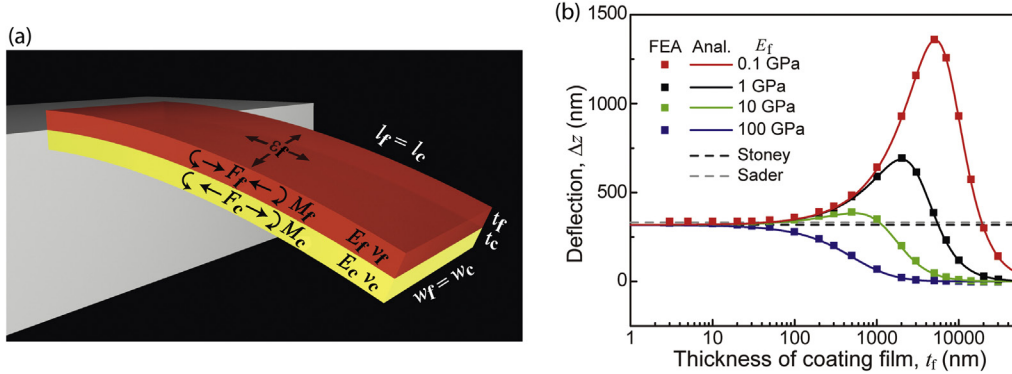 (a)
l_f = l_c
ε_f
F_f M_f
F_c M_c
t_f
t_c
E_f ν_f
E_c ν_c
w_f = w_c
(b)
1500
1000
500
0
Deflection, Δz (nm)
FEA Anal. E_f
0.1 GPa
1 GPa
10 GPa
100 GPa
Stoney
Sader
1 10 100 1000 10000
Thickness of coating film, t_f (nm)